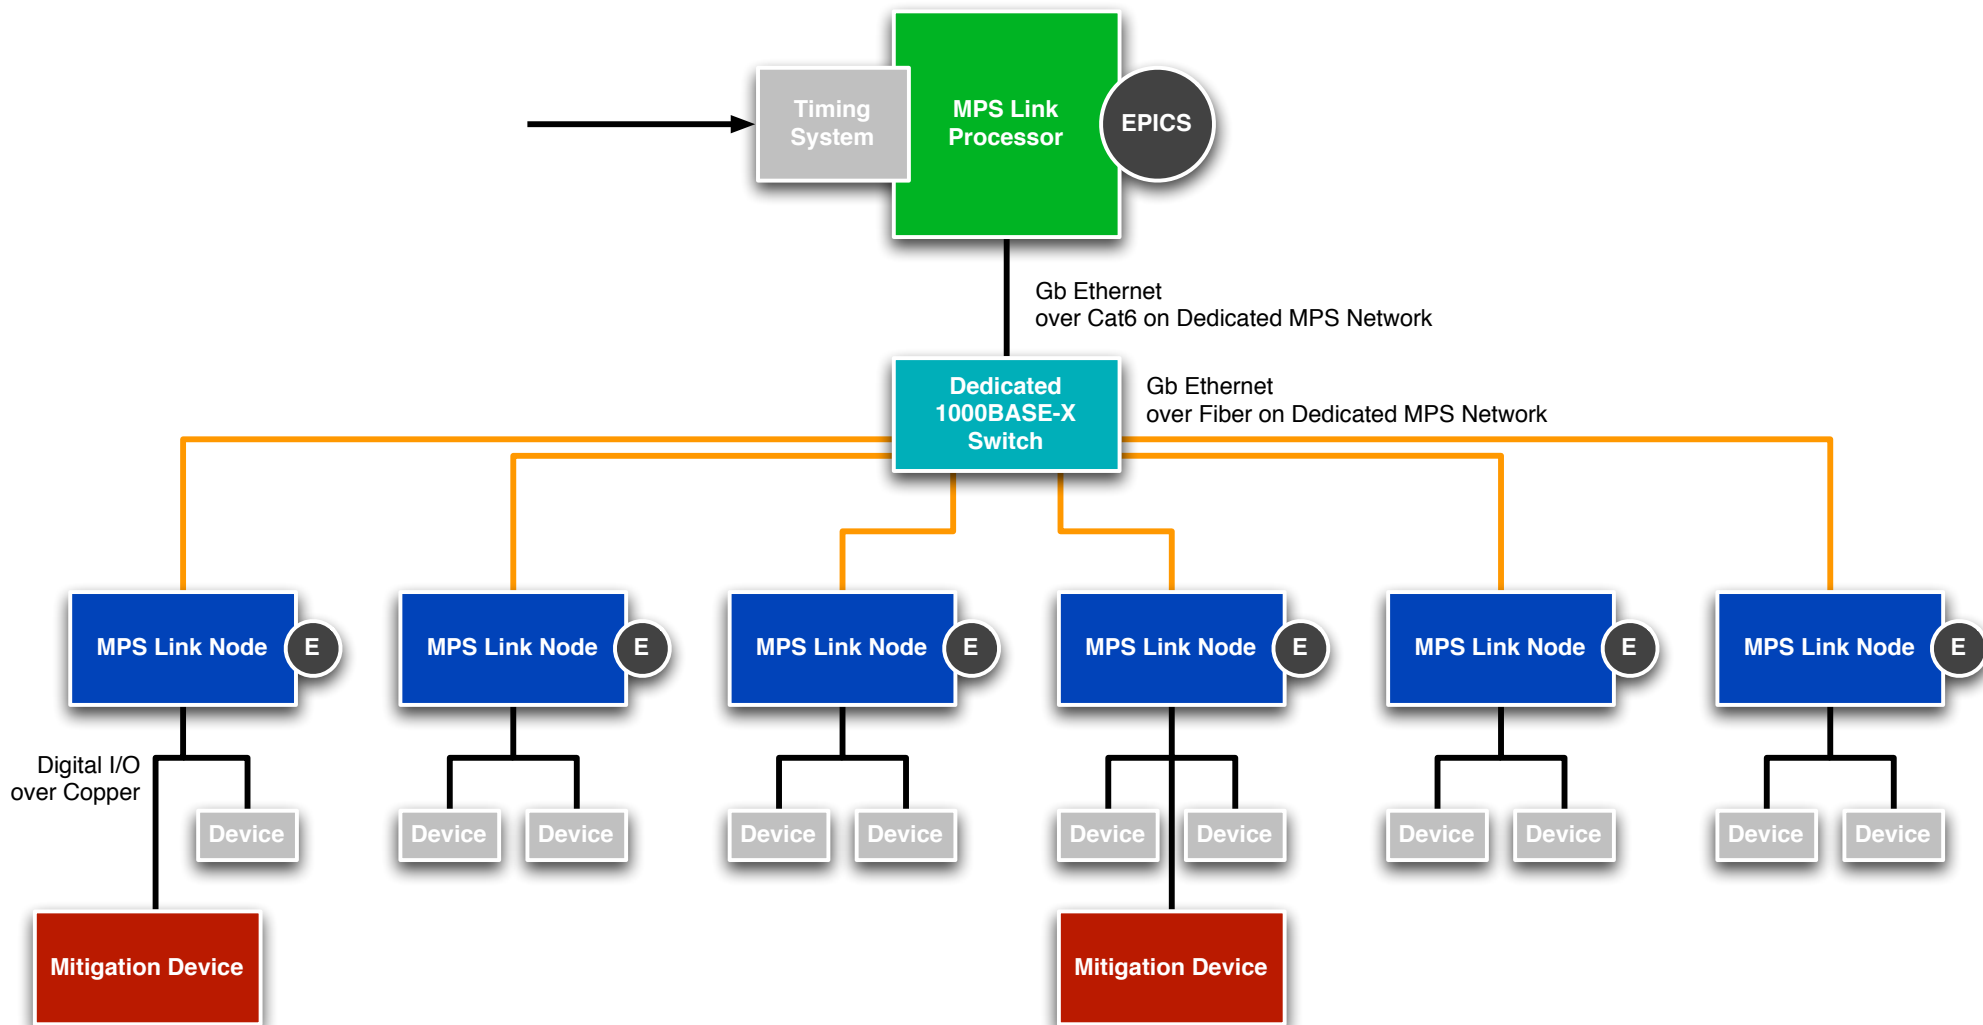 Timing
System
MPS Link
Processor
EPICS
Gb Ethernet
over Cat6 on Dedicated MPS Network
Dedicated
1000BASE-X
Switch
Gb Ethernet
over Fiber on Dedicated MPS Network
MPS Link Node
E
MPS Link Node
E
MPS Link Node
E
MPS Link Node
E
MPS Link Node
E
MPS Link Node
E
Digital I/O
over Copper
Device
Device
Device
Device
Device
Device
Device
Device
Device
Device
Device
Mitigation Device
Mitigation Device